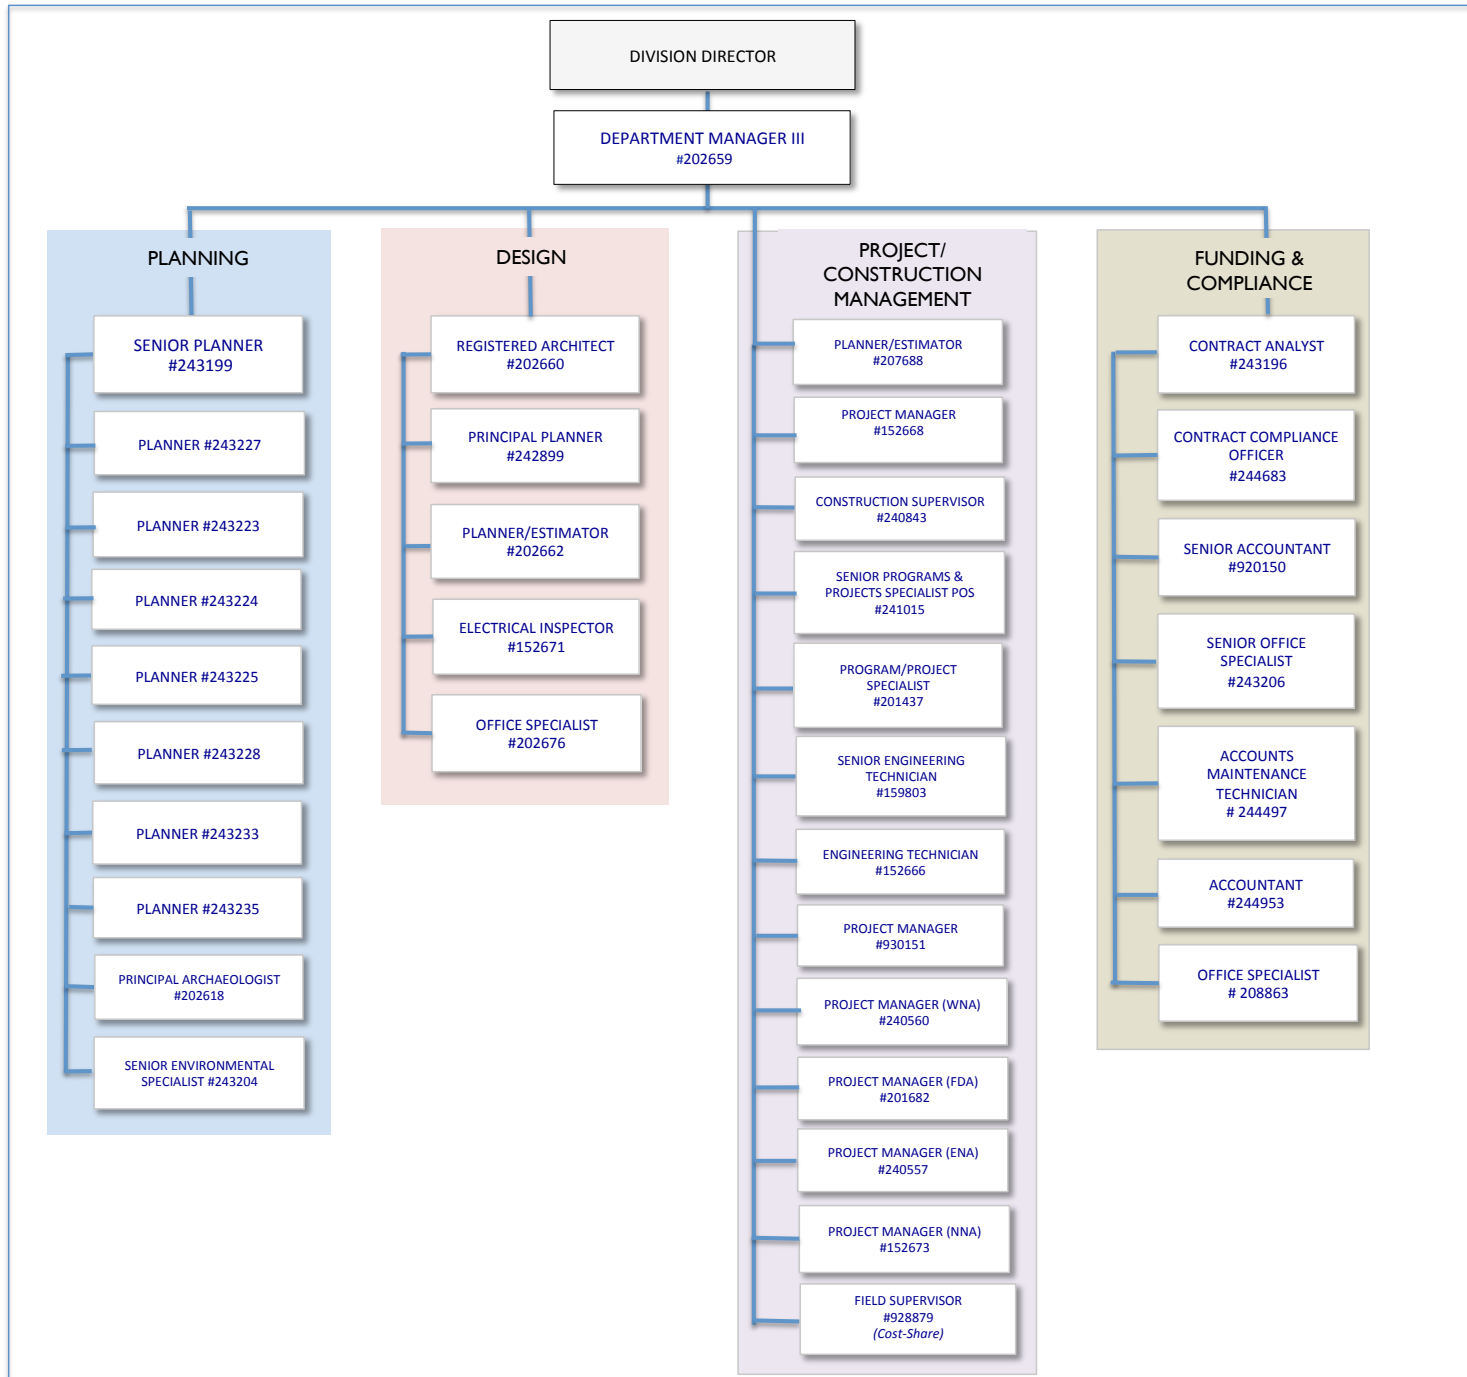 DIVISION DIRECTOR
DEPARTMENT MANAGER III
#202659
PLANNING
SENIOR PLANNER
#243199
PLANNER #243227
PLANNER #243223
PLANNER #243224
PLANNER #243225
PLANNER #243228
PLANNER #243233
PLANNER #243235
PRINCIPAL ARCHAEOLOGIST
#202618
SENIOR ENVIRONMENTAL
SPECIALIST #243204
DESIGN
REGISTERED ARCHITECT
#202660
PRINCIPAL PLANNER
#242899
PLANNER/ESTIMATOR
#202662
ELECTRICAL INSPECTOR
#152671
OFFICE SPECIALIST
#202676
PROJECT/
CONSTRUCTION
MANAGEMENT
PLANNER/ESTIMATOR
#207688
PROJECT MANAGER
#152668
CONSTRUCTION SUPERVISOR
#240843
SENIOR PROGRAMS &
PROJECTS SPECIALIST POS
#241015
PROGRAM/PROJECT
SPECIALIST
#201437
SENIOR ENGINEERING
TECHNICIAN
#159803
ENGINEERING TECHNICIAN
#152666
PROJECT MANAGER
#930151
PROJECT MANAGER (WNA)
#240560
PROJECT MANAGER (FDA)
#201682
PROJECT MANAGER (ENA)
#240557
PROJECT MANAGER (NNA)
#152673
FIELD SUPERVISOR
#928879
(Cost-Share)
FUNDING &
COMPLIANCE
CONTRACT ANALYST
#243196
CONTRACT COMPLIANCE
OFFICER
#244683
SENIOR ACCOUNTANT
#920150
SENIOR OFFICE
SPECIALIST
#243206
ACCOUNTS
MAINTENANCE
TECHNICIAN
# 244497
ACCOUNTANT
#244953
OFFICE SPECIALIST
# 208863